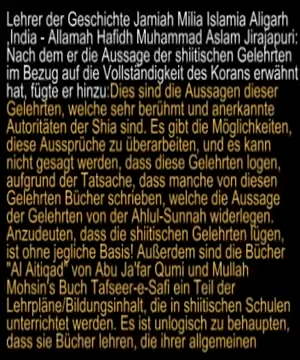 Lehrer der Geschichte Jamiah Milia Islamia Aligarh
,India - Allamah Hafidh Muhammad Aslam Jirajapuri:
Nach dem er die Aussage der shiitischen Gelehrten
im Bezug auf die Vollständigkeit des Korans erwähnt
hat, fügte er hinzu:Dies sind die Aussagen dieser
Gelehrten, welche sehr berühmt und anerkannte
Autoritäten der Shia sind. Es gibt die Möglichkeiten,
diese Aussprüche zu überarbeiten, und es kann
nicht gesagt werden, dass diese Gelehrten logen,
aufgrund der Tatsache, dass manche von diesen
Gelehrten Bücher schrieben, welche die Aussage
der Gelehrten von der Ahlul-Sunnah widerlegen.
Anzudeuten, dass die shiitischen Gelehrten lügen,
ist ohne jegliche Basis! Außerdem sind die Bücher
"Al Aitiqad" von Abu Ja'far Qumi und Mullah
Mohsin's Buch Tafseer-e-Safi ein Teil der
Lehrpläne/Bildungsinhalt, die in shiitischen Schulen
unterrichtet werden. Es ist unlogisch zu behaupten,
dass sie Bücher lehren, die ihrer allgemeinen